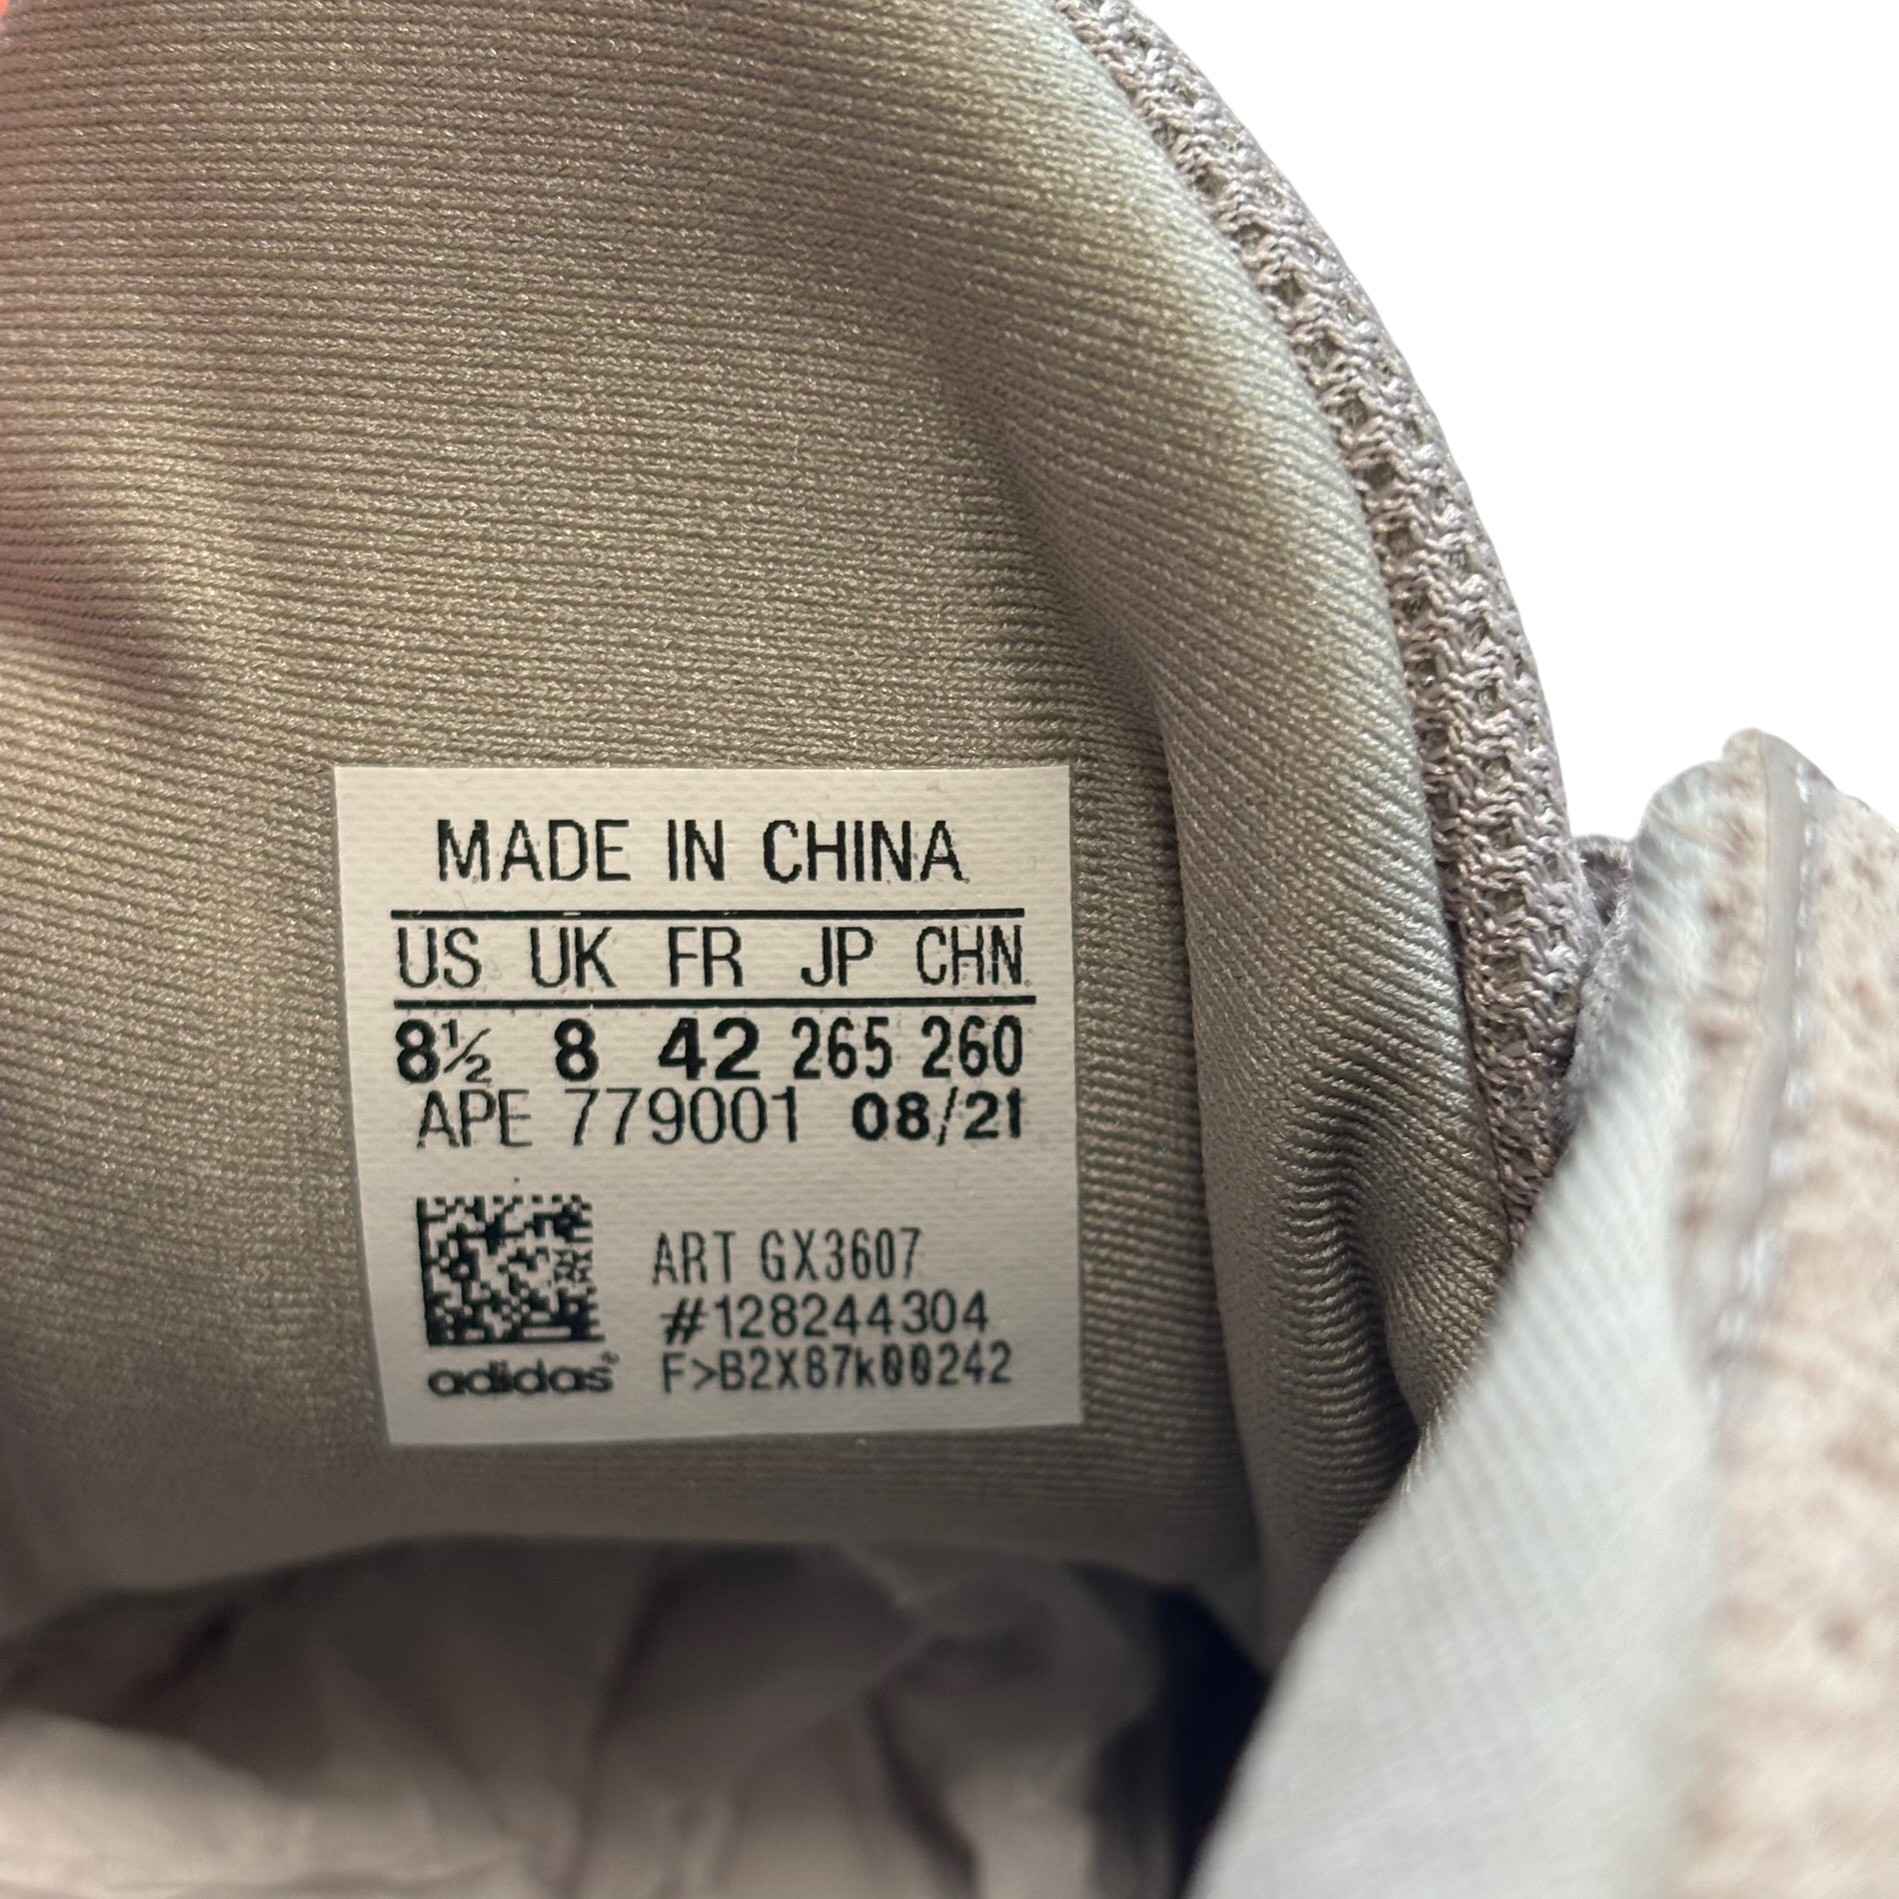 MADE IN CHINA
US UK FR JP CHN
8½ 8 42 265 260
APE 779001 08/21
ART GX3607
#128244304
F>B2X87k00242
adidas